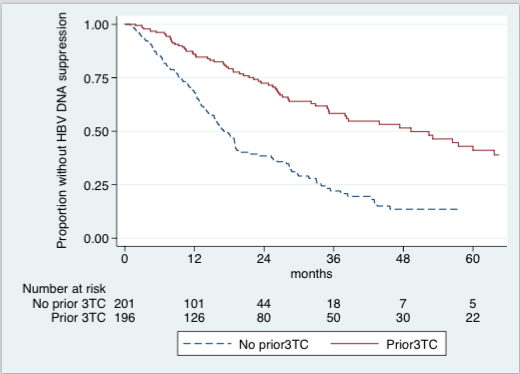 Proportion without HBV DNA suppression
1.00
0.75
0.50
0.25
0.00
0 12 24 36 48 60
months
Number at risk
No prior 3TC 201 101 44 18 7 5
Prior 3TC 196 126 80 50 30 22
No prior3TC Prior3TC